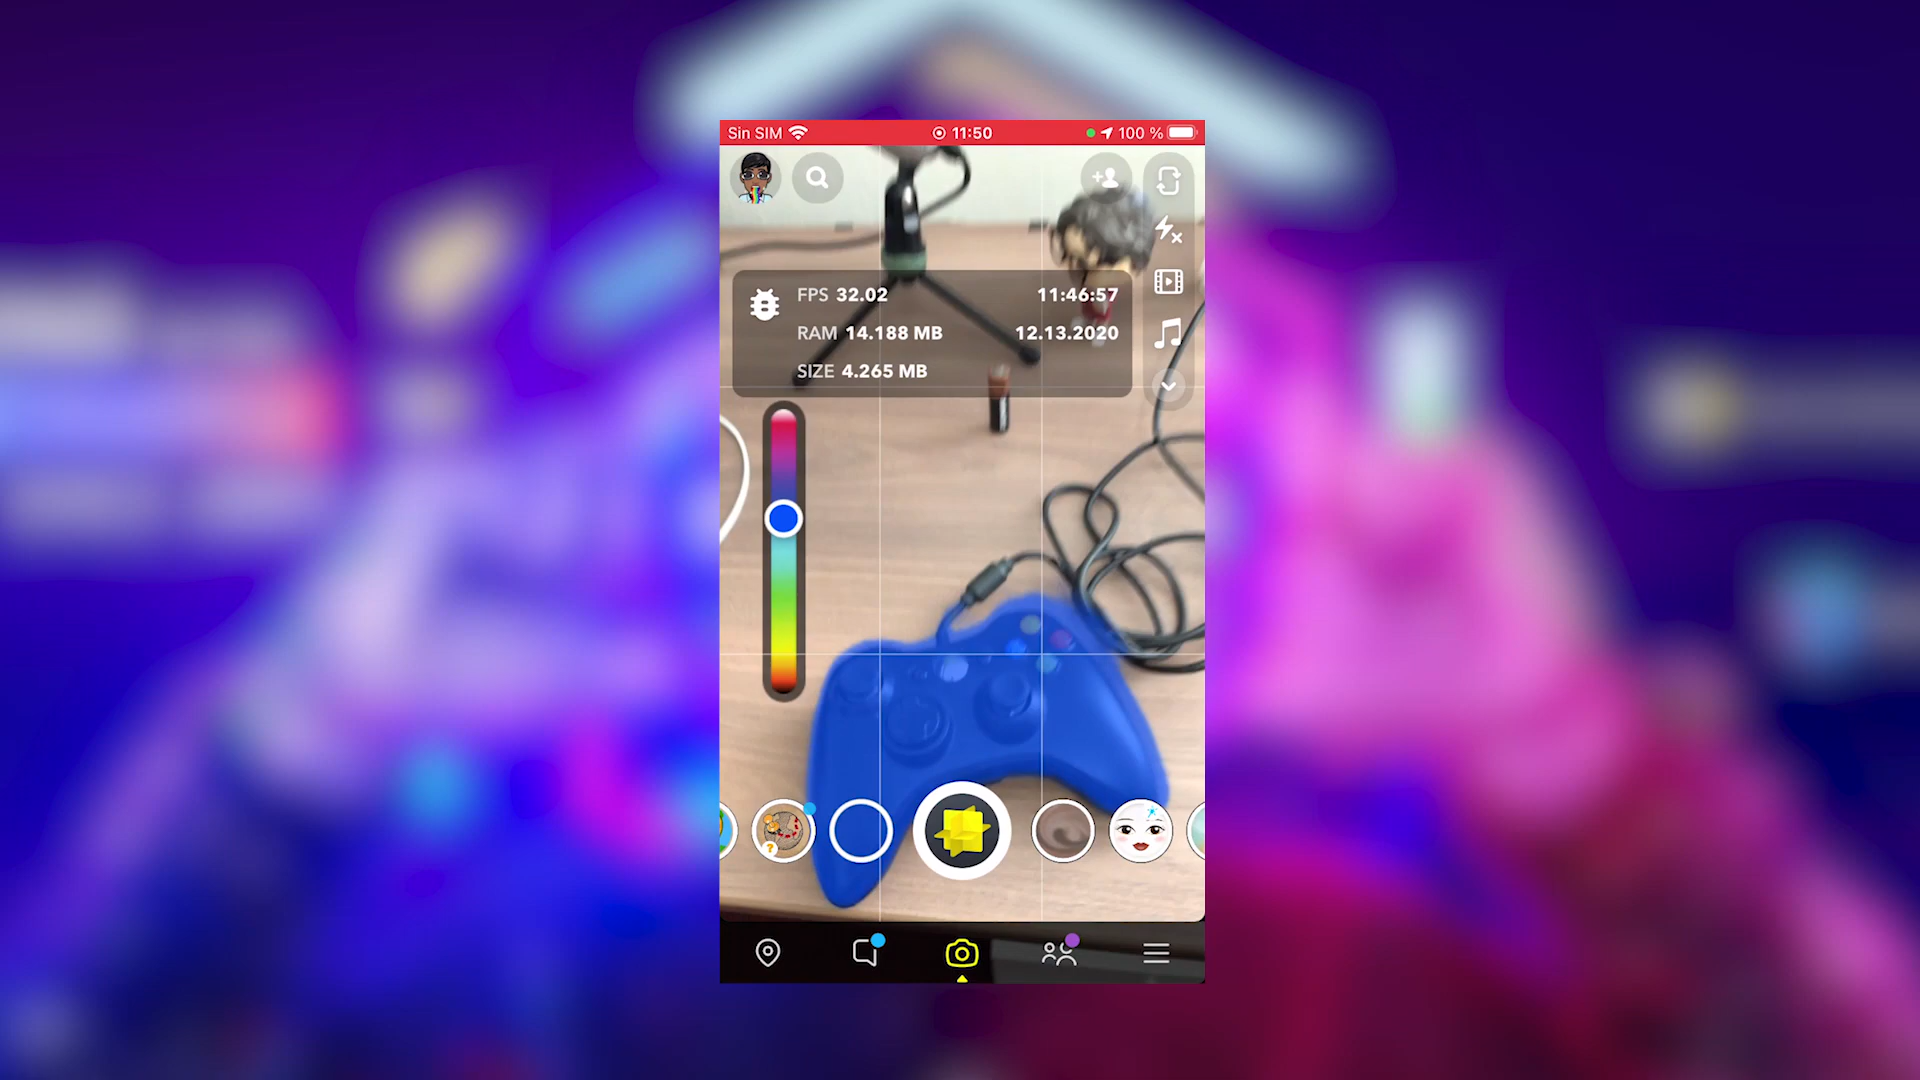 Sin SIM 11:50 100 %
FPS 32.02 11:46:57
RAM 14.188 MB 12.13.2020
SIZE 4.265 MB
?